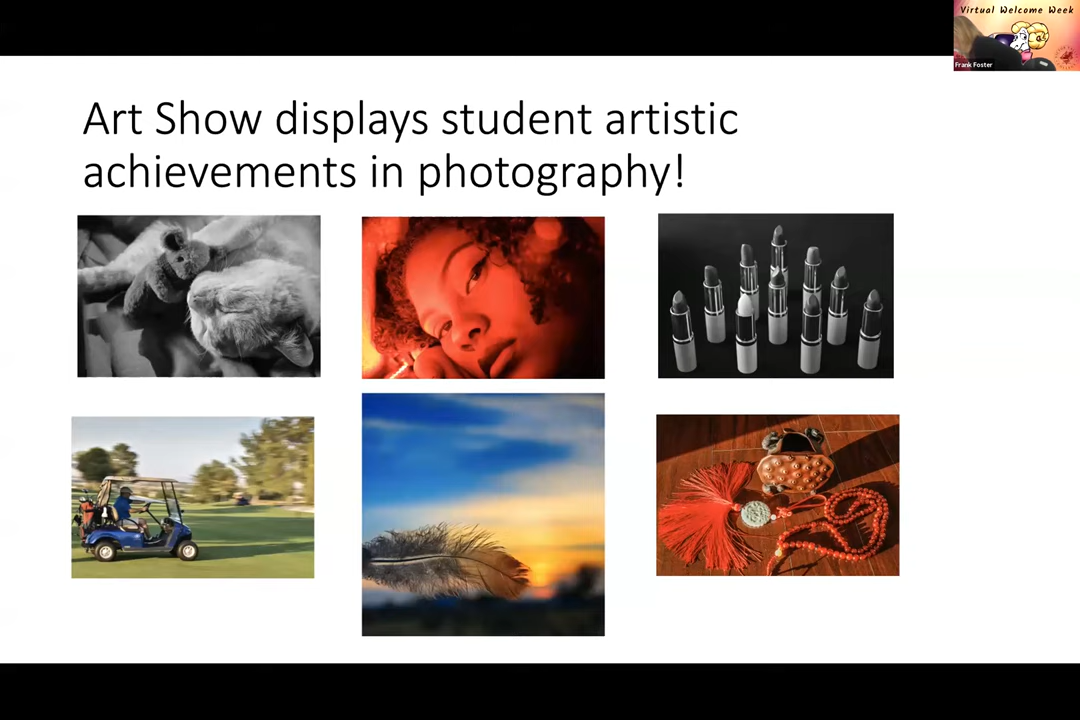 Virtual Welcome Week
Frank Foster
Art Show displays student artistic
achievements in photography!